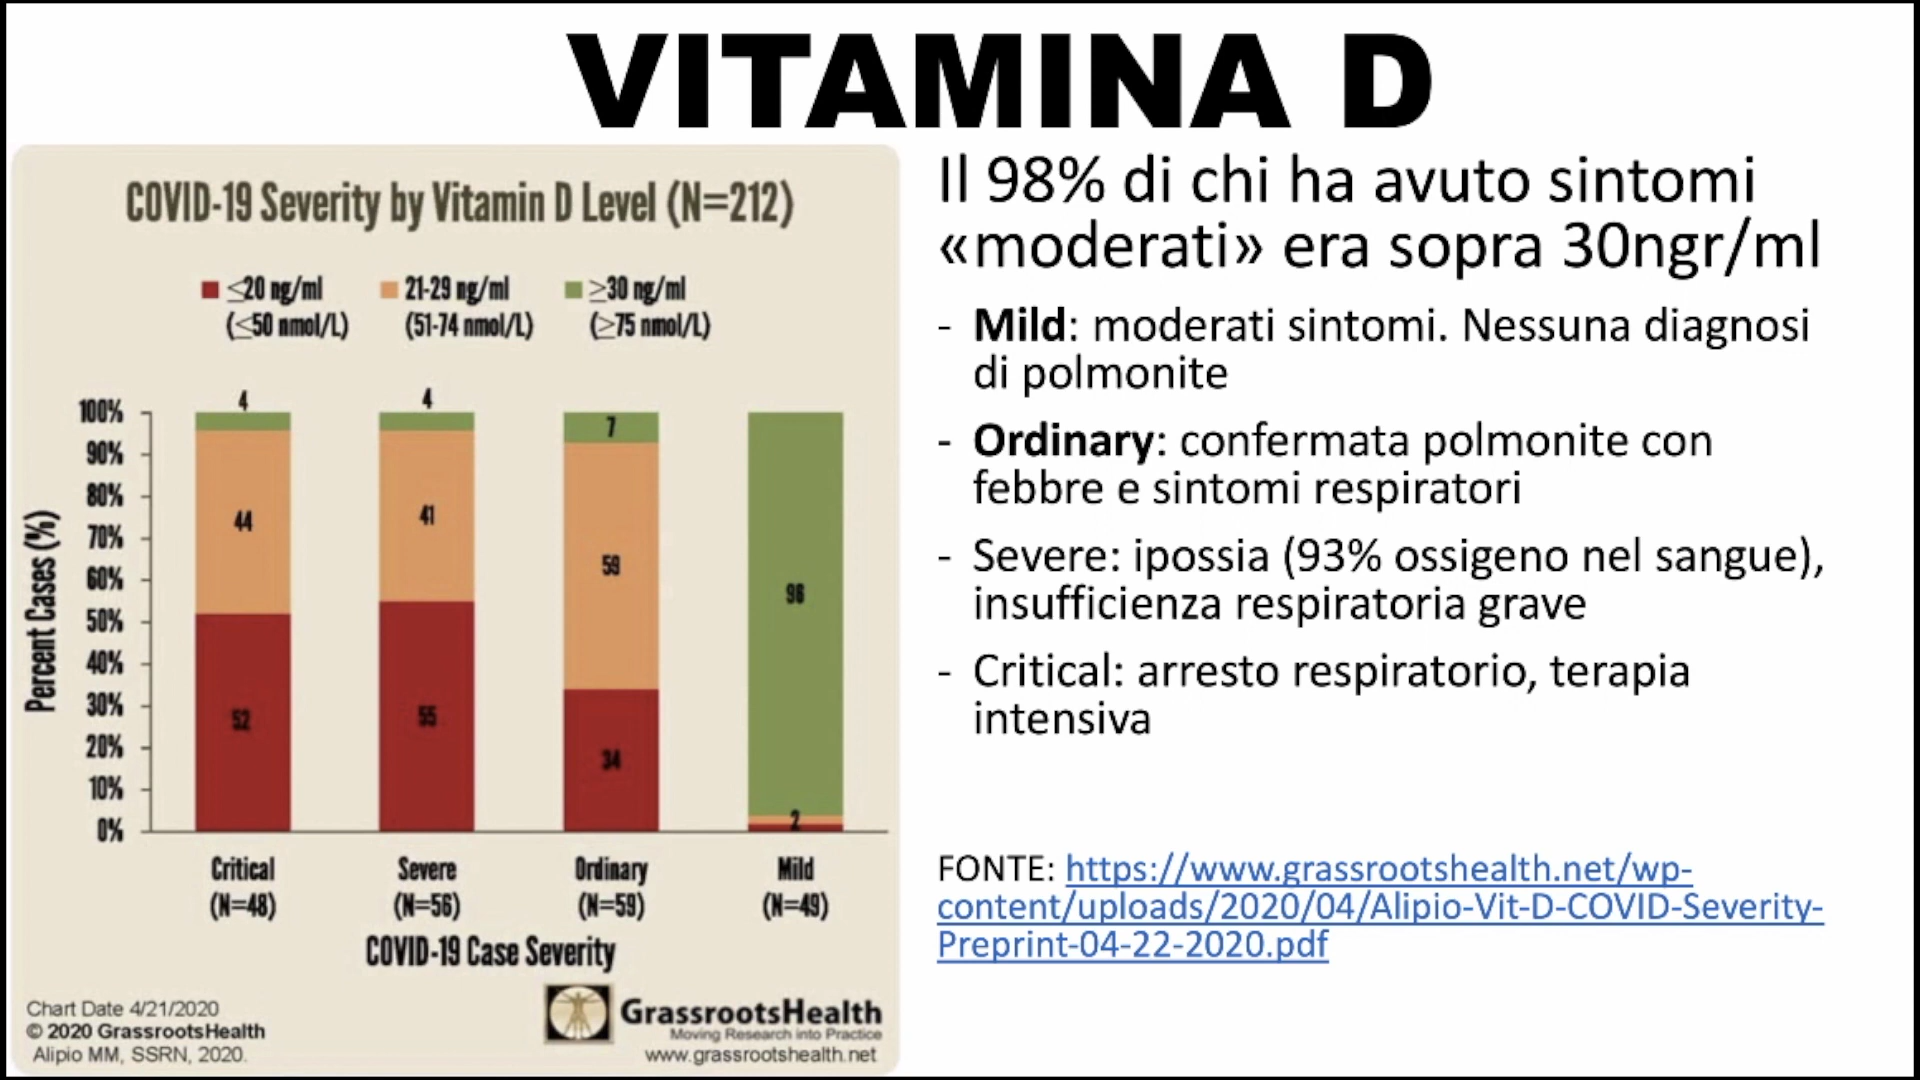 VITAMINA D
COVID-19 Severity by Vitamin D Level (N=212)
≤20 ng/ml
(≤50 nmol/L)
21-29 ng/ml
(51-74 nmol/L)
≥30 ng/ml
(≥75 nmol/L)
Percent Cases (%)
100%
90%
80%
70%
60%
50%
40%
30%
20%
10%
0%
4
44
52
4
41
55
7
59
34
96
2
Critical
(N=48)
Severe
(N=56)
Ordinary
(N=59)
Mild
(N=49)
COVID-19 Case Severity
Chart Date 4/21/2020
© 2020 GrassrootsHealth
Alipio MM, SSRN, 2020.
GrassrootsHealth
Moving Research into Practice
www.grassrootshealth.net
Il 98% di chi ha avuto sintomi
«moderati» era sopra 30ngr/ml
- Mild: moderati sintomi. Nessuna diagnosi
di polmonite
- Ordinary: confermata polmonite con
febbre e sintomi respiratori
- Severe: ipossia (93% ossigeno nel sangue),
insufficienza respiratoria grave
- Critical: arresto respiratorio, terapia
intensiva
FONTE: https://www.grassrootshealth.net/wp-
content/uploads/2020/04/Alipio-Vit-D-COVID-Severity-
Preprint-04-22-2020.pdf